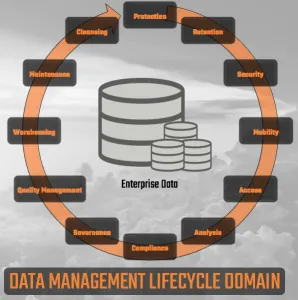 Protection
Retention
Security
Mobility
Access
Analysis
Compliance
Governance
Quality Management
Warehousing
Maintenance
Cleansing
Enterprise Data
DATA MANAGEMENT LIFECYCLE DOMAIN